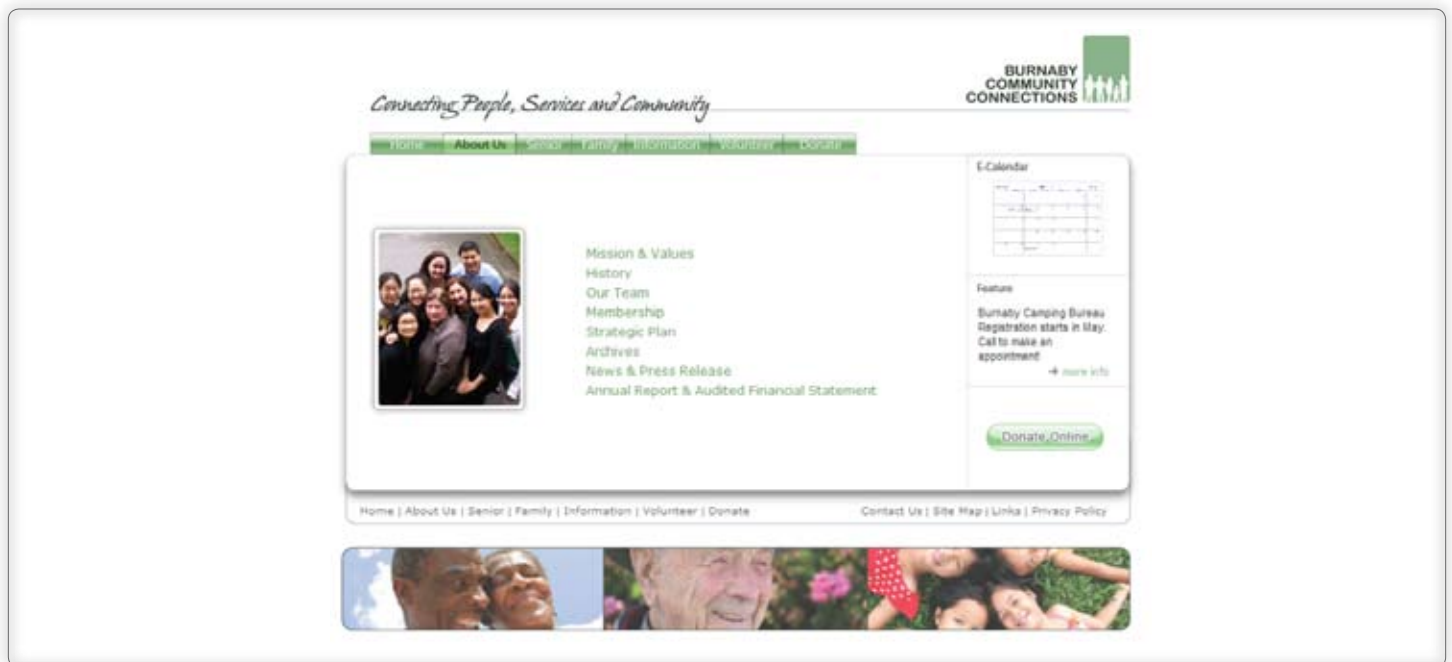 BURNABY
COMMUNITY
CONNECTIONS
Connecting People, Services and Community
Home About Us Senior Family Information Volunteer Donate
E-Calendar
Mission & Values
History
Our Team
Membership
Strategic Plan
Archives
News & Press Release
Annual Report & Audited Financial Statement
Feature
Burnaby Camping Bureau
Registration starts in May.
Call to make an
appointment!
→ more info
Donate Online
Home | About Us | Senior | Family | Information | Volunteer | Donate
Contact Us | Site Map | Links | Privacy Policy